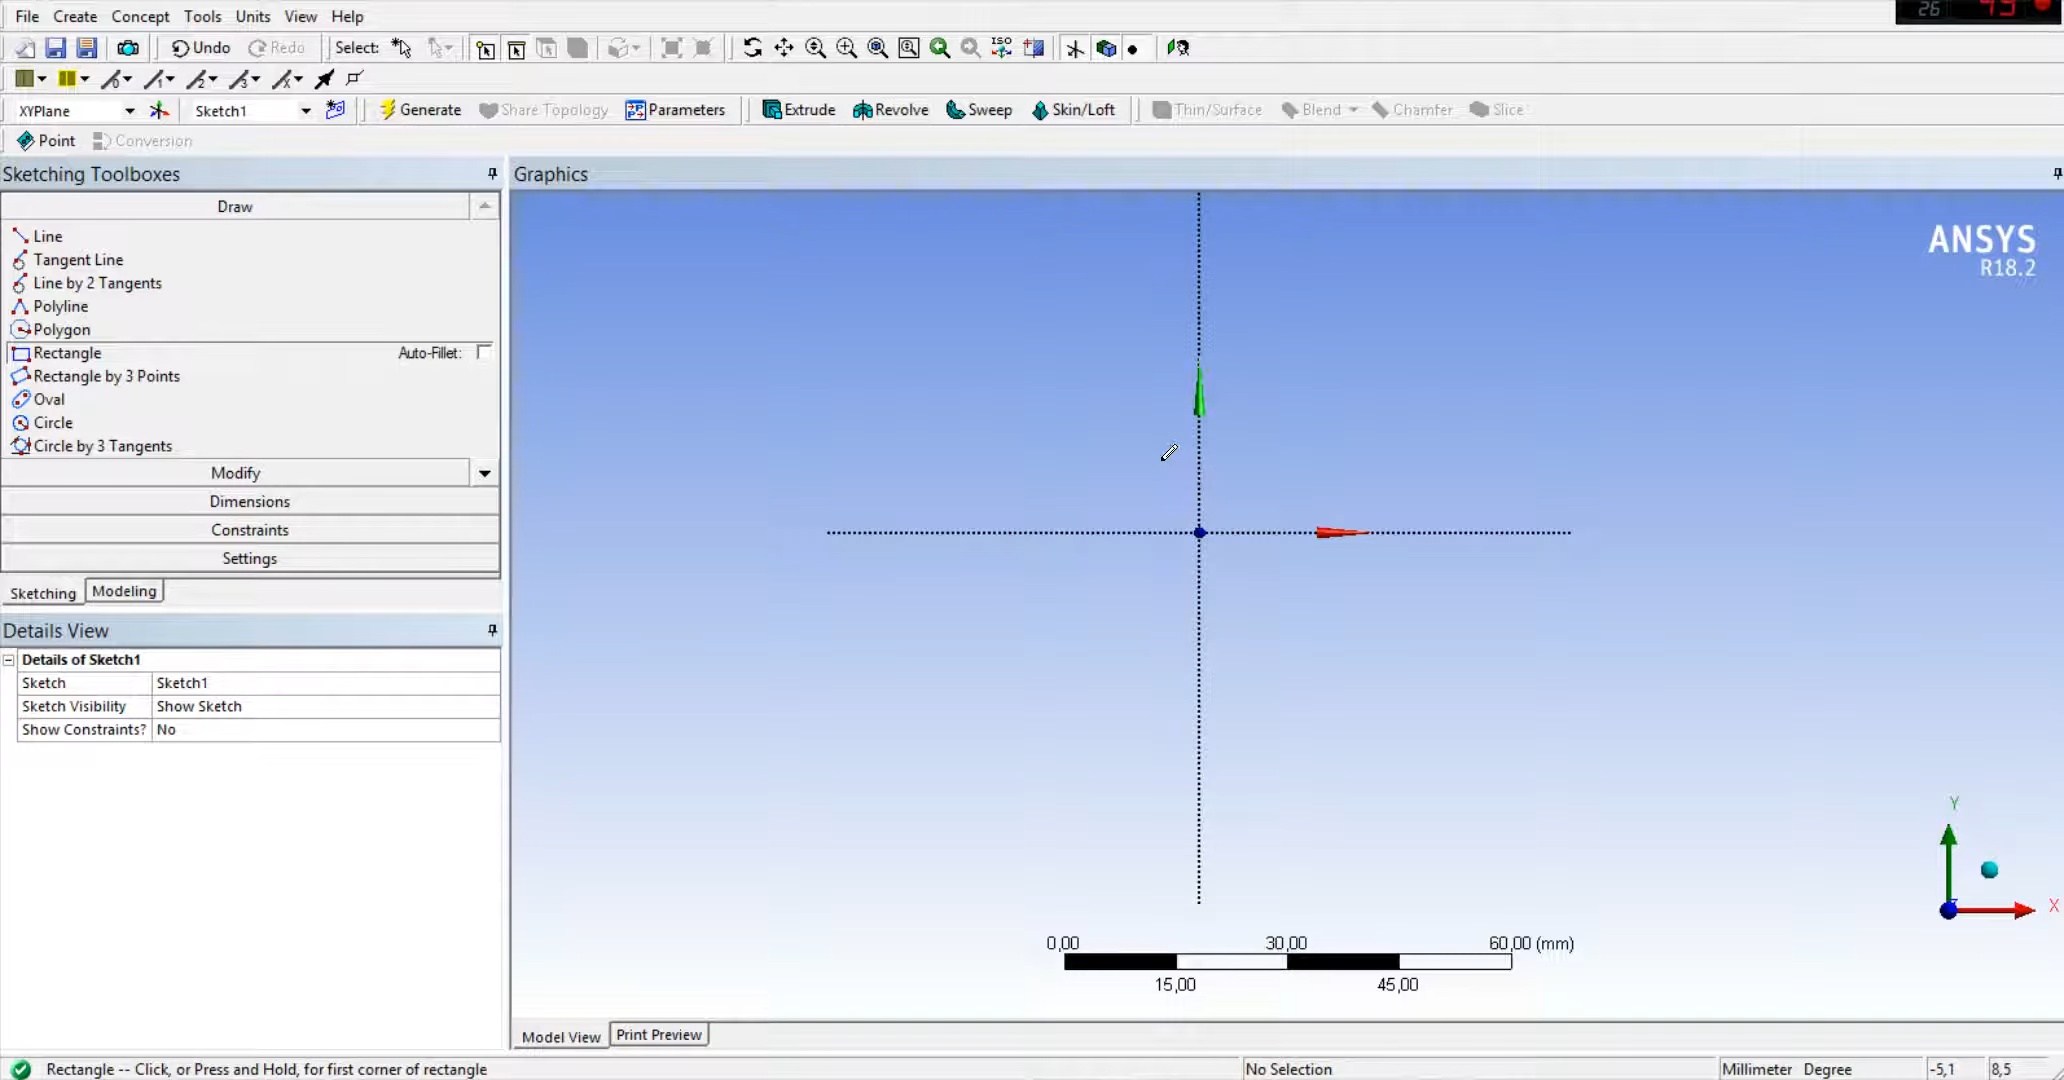 File Create Concept Tools Units View Help
26
Undo Redo Select: ISO
XYPlane Sketch1 Generate Share Topology Parameters Extrude Revolve Sweep Skin/Loft Thin/Surface Blend Chamfer Slice
Point Conversion
Sketching Toolboxes
Graphics
Draw
Line
Tangent Line
Line by 2 Tangents
Polyline
Polygon
Rectangle Auto-Fillet:
Rectangle by 3 Points
Oval
Circle
Circle by 3 Tangents
Modify
Dimensions
Constraints
Settings
Sketching Modeling
Details View
Details of Sketch1
Sketch Sketch1
Sketch Visibility Show Sketch
Show Constraints? No
ANSYS
R18.2
Y
X
0,00 30,00 60,00 (mm)
15,00 45,00
Model View Print Preview
Rectangle -- Click, or Press and Hold, for first corner of rectangle No Selection Millimeter Degree -5,1 8,5